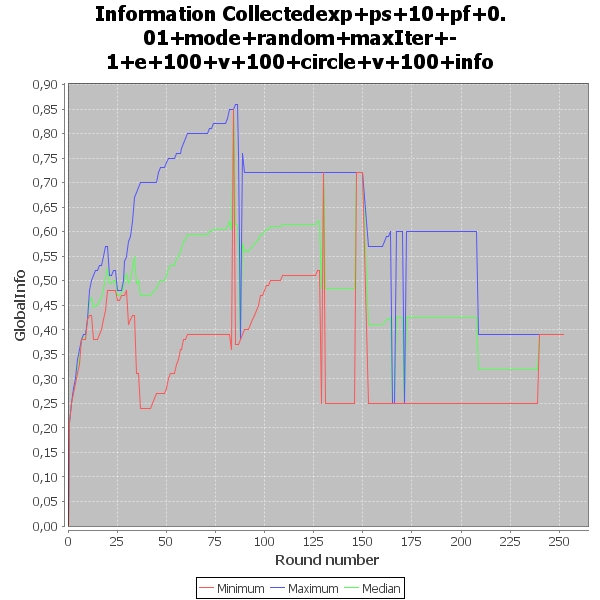 Information Collectedexp+ps+10+pf+0.
01+mode+random+maxIter+-
1+e+100+v+100+circle+v+100+info
0,90
0,85
0,80
0,75
0,70
0,65
0,60
0,55
0,50
0,45
0,40
0,35
0,30
0,25
0,20
0,15
0,10
0,05
0,00
GlobalInfo
0 25 50 75 100 125 150 175 200 225 250
Round number
Minimum Maximum Median